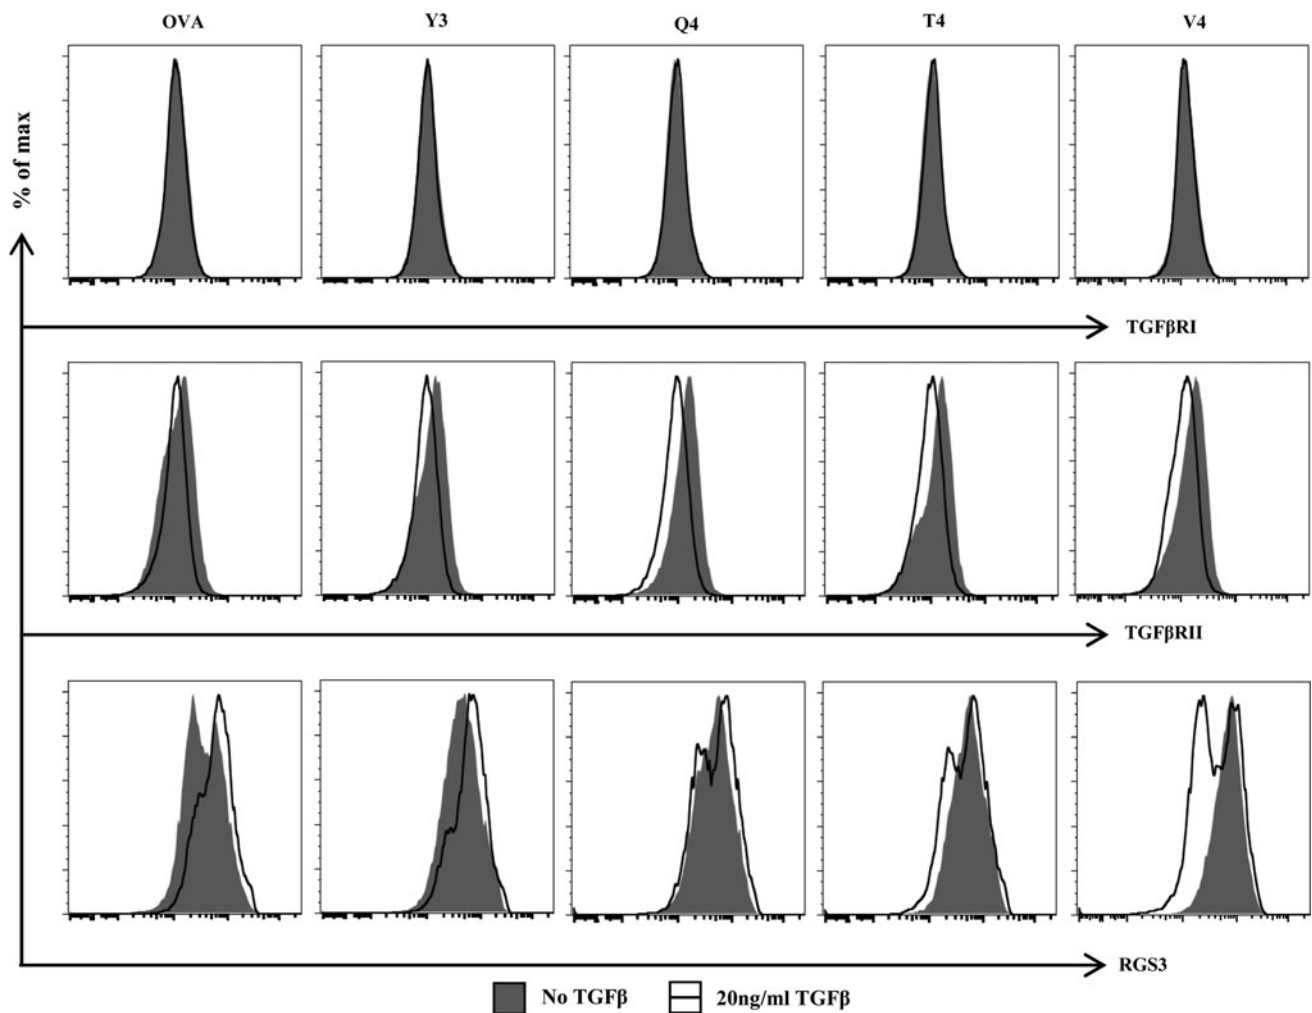 OVA Y3 Q4 T4 V4
% of max
TGFβRI
TGFβRII
RGS3
No TGFβ 20ng/ml TGFβ